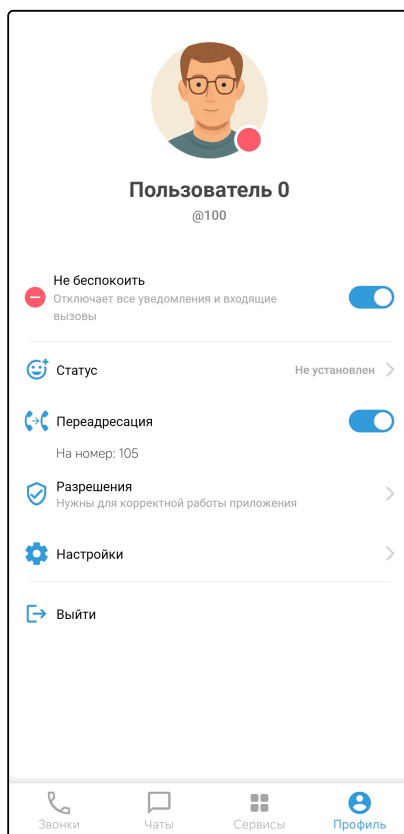 Пользователь 0
@100
Не беспокоить
Отключает все уведомления и входящие
вызовы
Статус
Не установлен
Переадресация
На номер: 105
Разрешения
Нужны для корректной работы приложения
Настройки
Выйти
Звонки
Чаты
Сервисы
Профиль